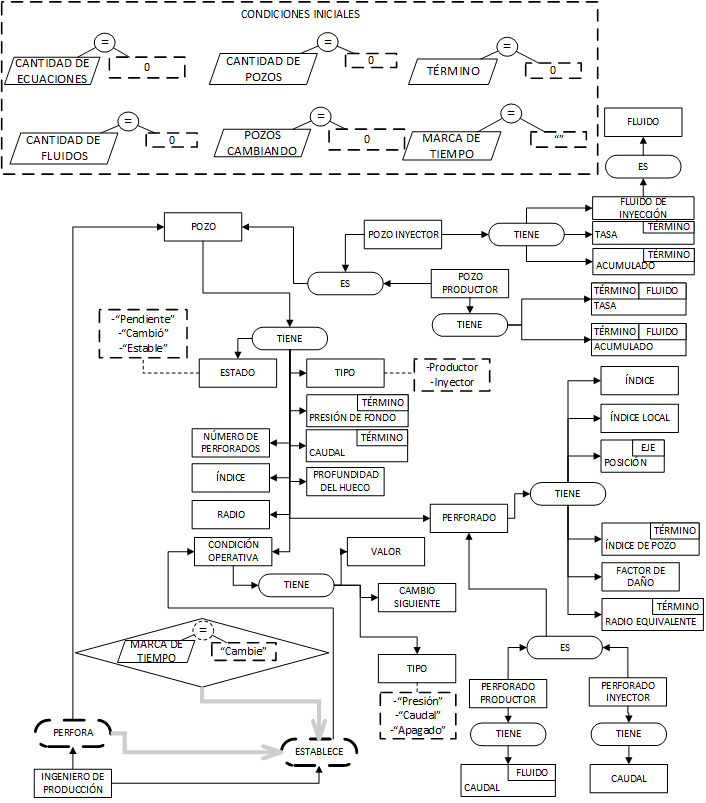 CONDICIONES INICIALES
=
CANTIDAD DE
ECUACIONES
0
=
CANTIDAD DE
POZOS
0
=
TÉRMINO
0
=
CANTIDAD DE
FLUIDOS
0
=
POZOS
CAMBIANDO
0
=
MARCA DE
TIEMPO
“”
FLUIDO
ES
FLUIDO DE
INYECCIÓN
POZO
POZO INYECTOR
TIENE
TÉRMINO
TASA
TÉRMINO
ACUMULADO
ES
POZO
PRODUCTOR
TIENE
TÉRMINO
FLUIDO
TASA
TÉRMINO
FLUIDO
ACUMULADO
-“Pendiente”
-“Cambió”
-“Estable”
TIENE
ESTADO
TIPO
-Productor
-Inyector
TÉRMINO
PRESIÓN DE FONDO
NÚMERO DE
PERFORADOS
TÉRMINO
CAUDAL
ÍNDICE
PROFUNDIDAD
DEL HUECO
RADIO
PERFORADO
TIENE
ÍNDICE
ÍNDICE LOCAL
EJE
POSICIÓN
TÉRMINO
ÍNDICE DE POZO
FACTOR DE
DAÑO
TÉRMINO
RADIO EQUIVALENTE
CONDICIÓN
OPERATIVA
VALOR
TIENE
CAMBIO
SIGUIENTE
TIPO
-“Presión”
-“Caudal”
-“Apagado”
=
MARCA DE
TIEMPO
“Cambie”
ES
PERFORADO
PRODUCTOR
PERFORADO
INYECTOR
TIENE
TIENE
FLUIDO
CAUDAL
CAUDAL
PERFORA
ESTABLECE
INGENIERO DE
PRODUCCIÓN